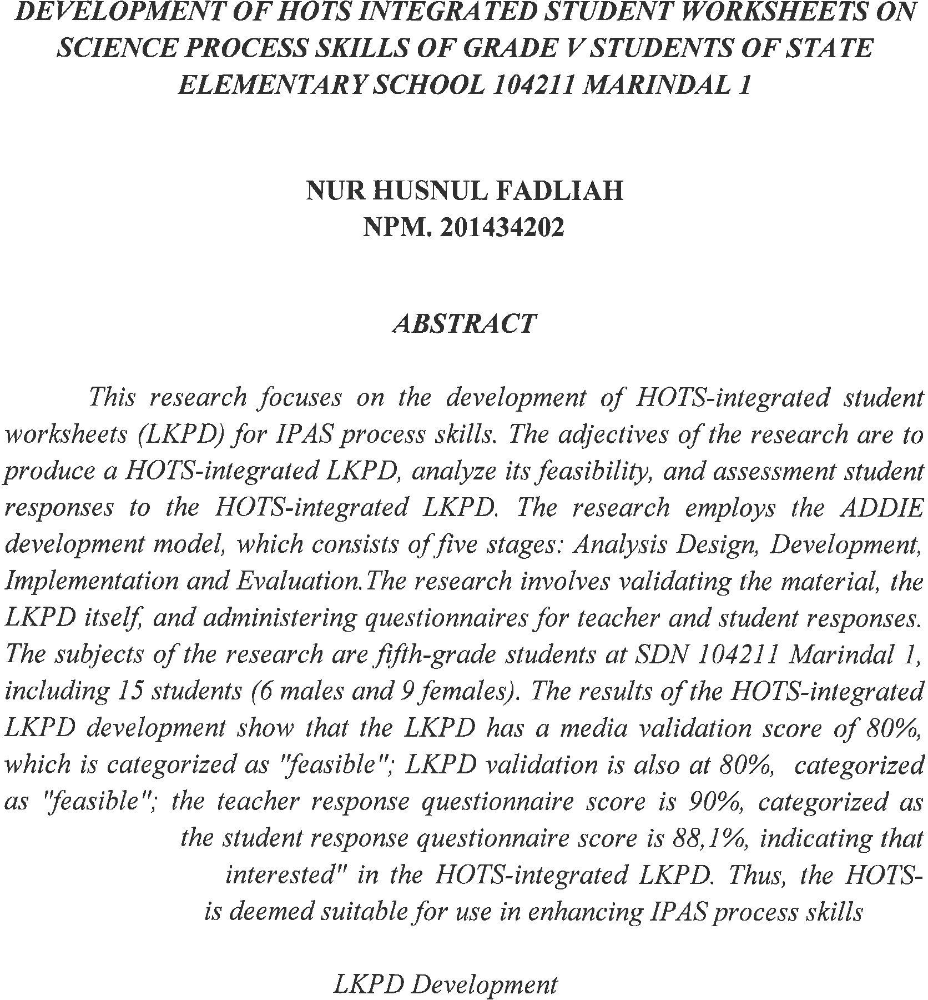 DEVELOPMENT OF HOTS INTEGRATED STUDENT WORKSHEETS ON
SCIENCE PROCESS SKILLS OF GRADE V STUDENTS OF STATE
ELEMENTARY SCHOOL 104211 MARINDAL 1
NUR HUSNUL FADLIAH
NPM. 201434202
ABSTRACT
This research focuses on the development of HOTS-integrated student
worksheets (LKPD) for IPAS process skills. The adjectives of the research are to
produce a HOTS-integrated LKPD, analyze its feasibility, and assessment student
responses to the HOTS-integrated LKPD. The research employs the ADDIE
development model, which consists of five stages: Analysis Design, Development,
Implementation and Evaluation.The research involves validating the material, the
LKPD itself, and administering questionnaires for teacher and student responses.
The subjects of the research are fifth-grade students at SDN 104211 Marindal 1,
including 15 students (6 males and 9 females). The results of the HOTS-integrated
LKPD development show that the LKPD has a media validation score of 80%,
which is categorized as "feasible"; LKPD validation is also at 80%, categorized
as "feasible"; the teacher response questionnaire score is 90%, categorized as
the student response questionnaire score is 88,1%, indicating that
interested" in the HOTS-integrated LKPD. Thus, the HOTS-
is deemed suitable for use in enhancing IPAS process skills
LKPD Development